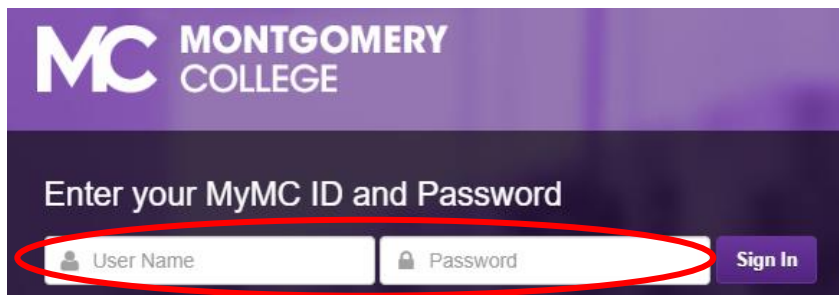 MC MONTGOMERY
COLLEGE
Enter your MyMC ID and Password
User Name Password Sign In